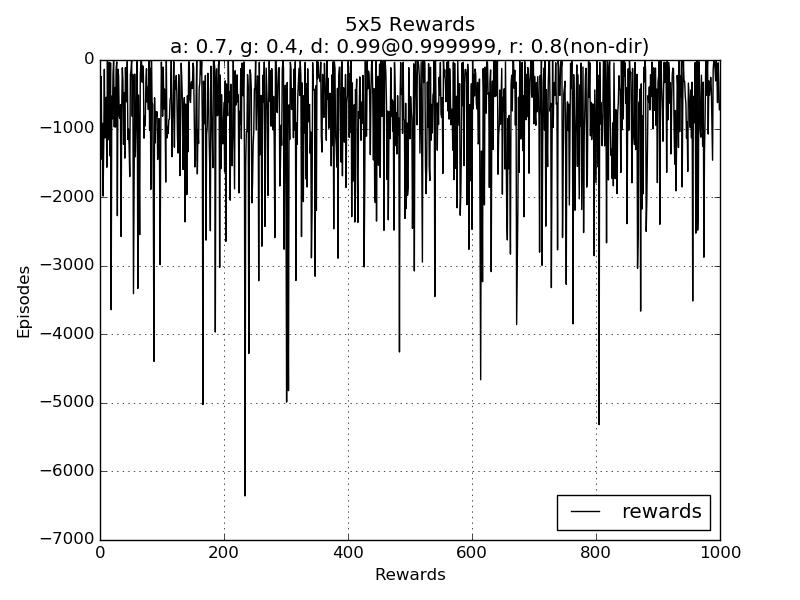 5x5 Rewards
a: 0.7, g: 0.4, d: 0.99@0.999999, r: 0.8(non-dir)
0
−1000
−2000
−3000
−4000
−5000
−6000
−7000
Episodes
rewards
0 200 400 600 800 1000
Rewards